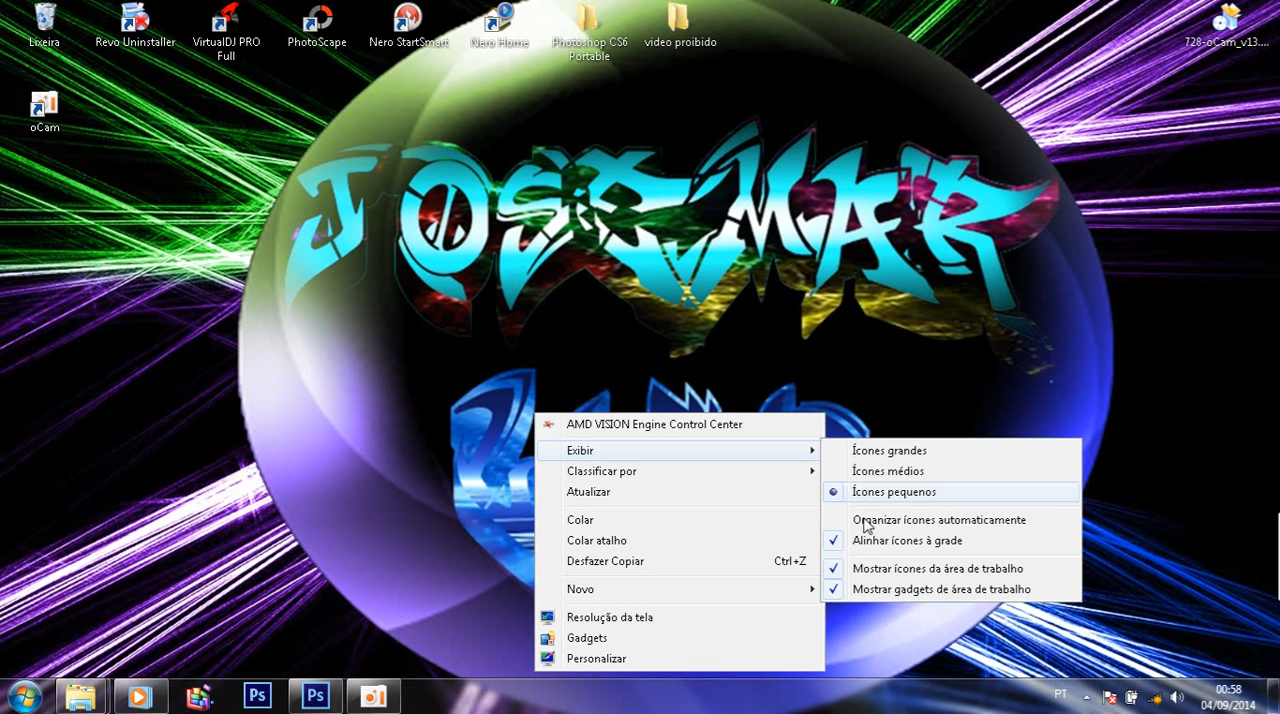 Lixeira
Revo Uninstaller
VirtualDJ PRO
Full
PhotoScape
Nero StartSmart
Nero Home
Photoshop CS6
Portable
video proibido
728-oCam_v13....
oCam
JOSEMAR
AMD VISION Engine Control Center
Exibir
Classificar por
Atualizar
Colar
Colar atalho
Desfazer Copiar Ctrl+Z
Novo
Resolução da tela
Gadgets
Personalizar
Ícones grandes
Ícones médios
Ícones pequenos
Organizar ícones automaticamente
Alinhar ícones à grade
Mostrar ícones da área de trabalho
Mostrar gadgets de área de trabalho
Ps
Ps
PT
00:58
04/09/2014